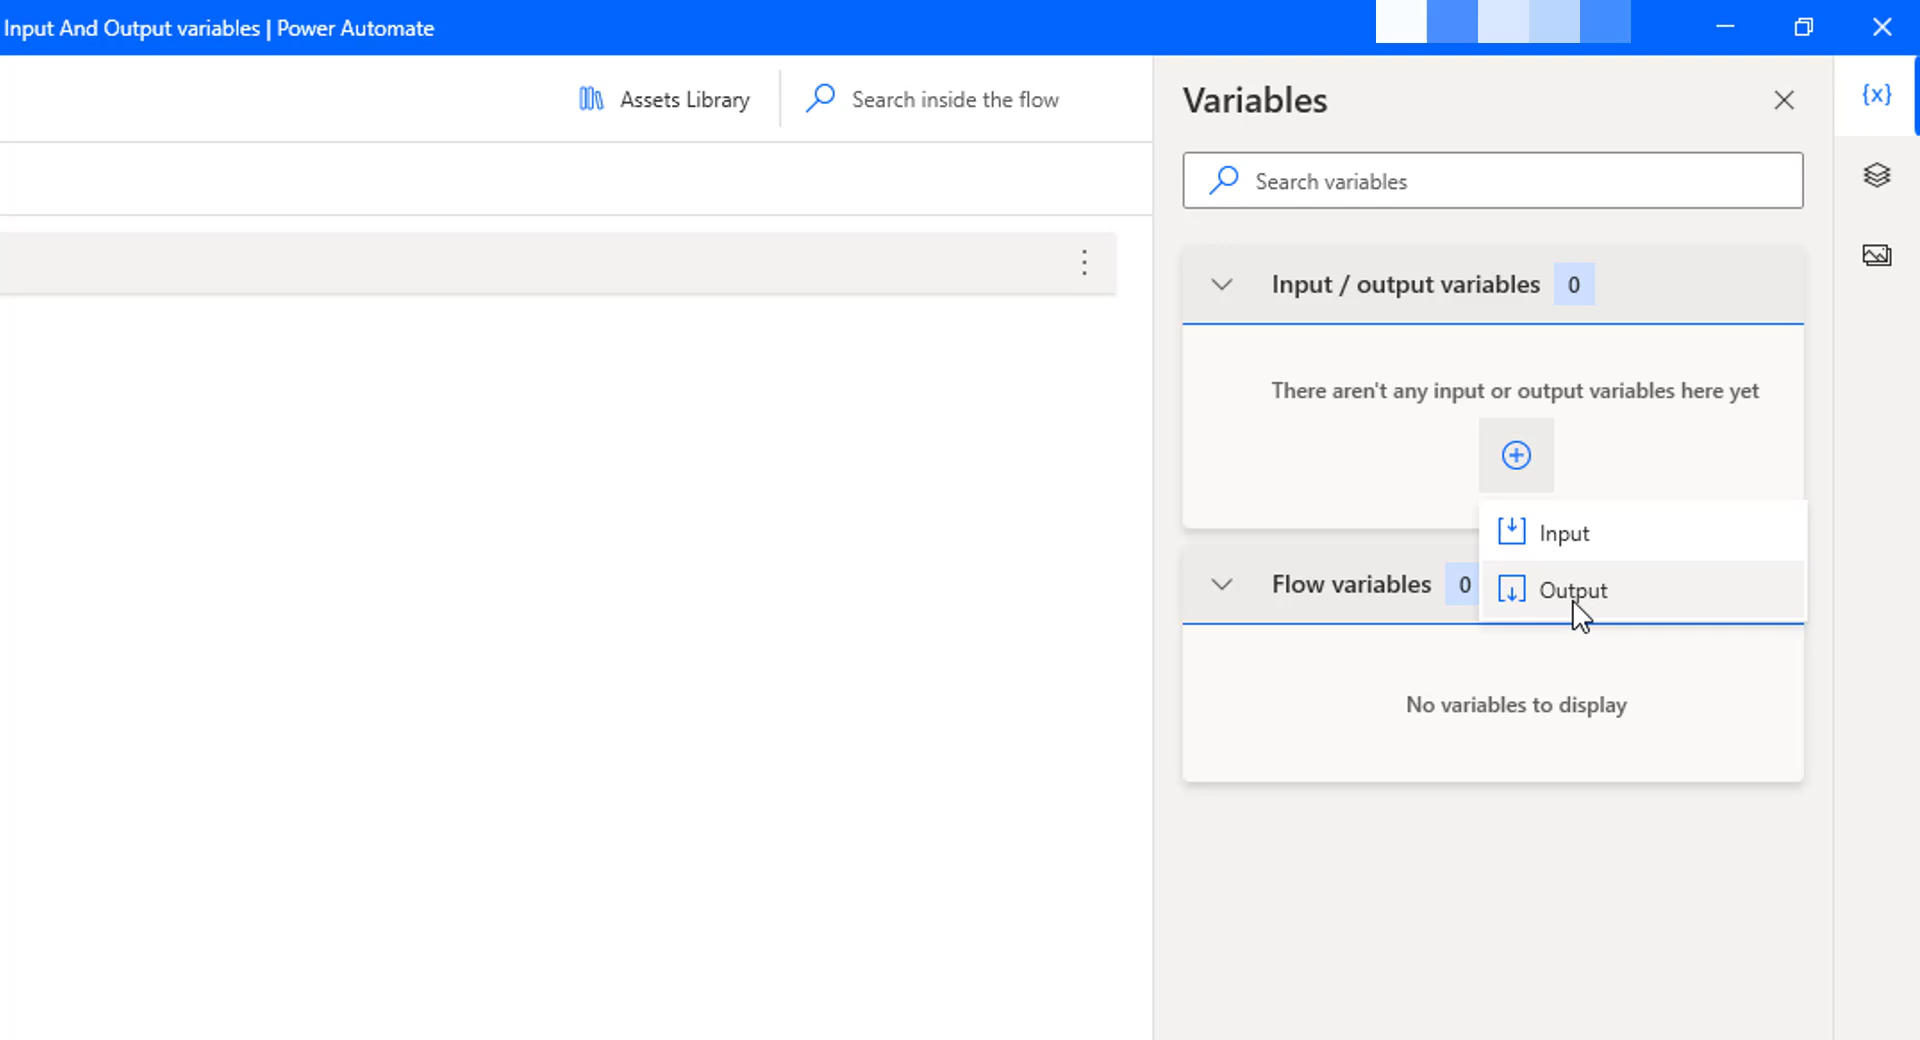 Input And Output variables | Power Automate
Assets Library
Search inside the flow
Variables
{x}
Search variables
Input / output variables 0
There aren't any input or output variables here yet
Input
Flow variables 0
Output
No variables to display